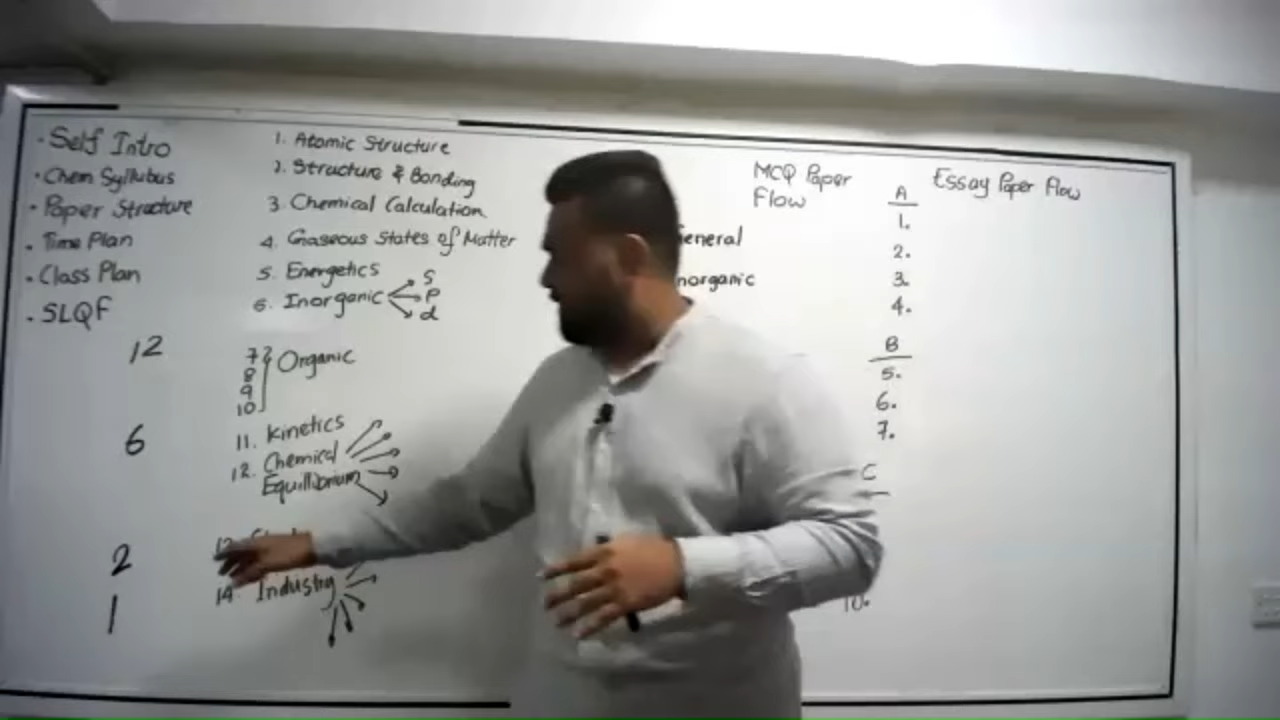 · Self Intro
· Chem Syllabus
· Paper Structure
· Time Plan
· Class Plan
· SLQF
12
6
2
1
1. Atomic Structure
2. Structure & Bonding
3. Chemical Calculation
4. Gaseous States of Matter
5. Energetics
6. Inorganic
S
P
d
7
8
9
10
Organic
11. Kinetics
12. Chemical
Equillibrium
14. Industry
MCQ Paper
Flow
eneral
norganic
Essay Paper Flow
A
1.
2.
3.
4.
B
5.
6.
7.
C
10.